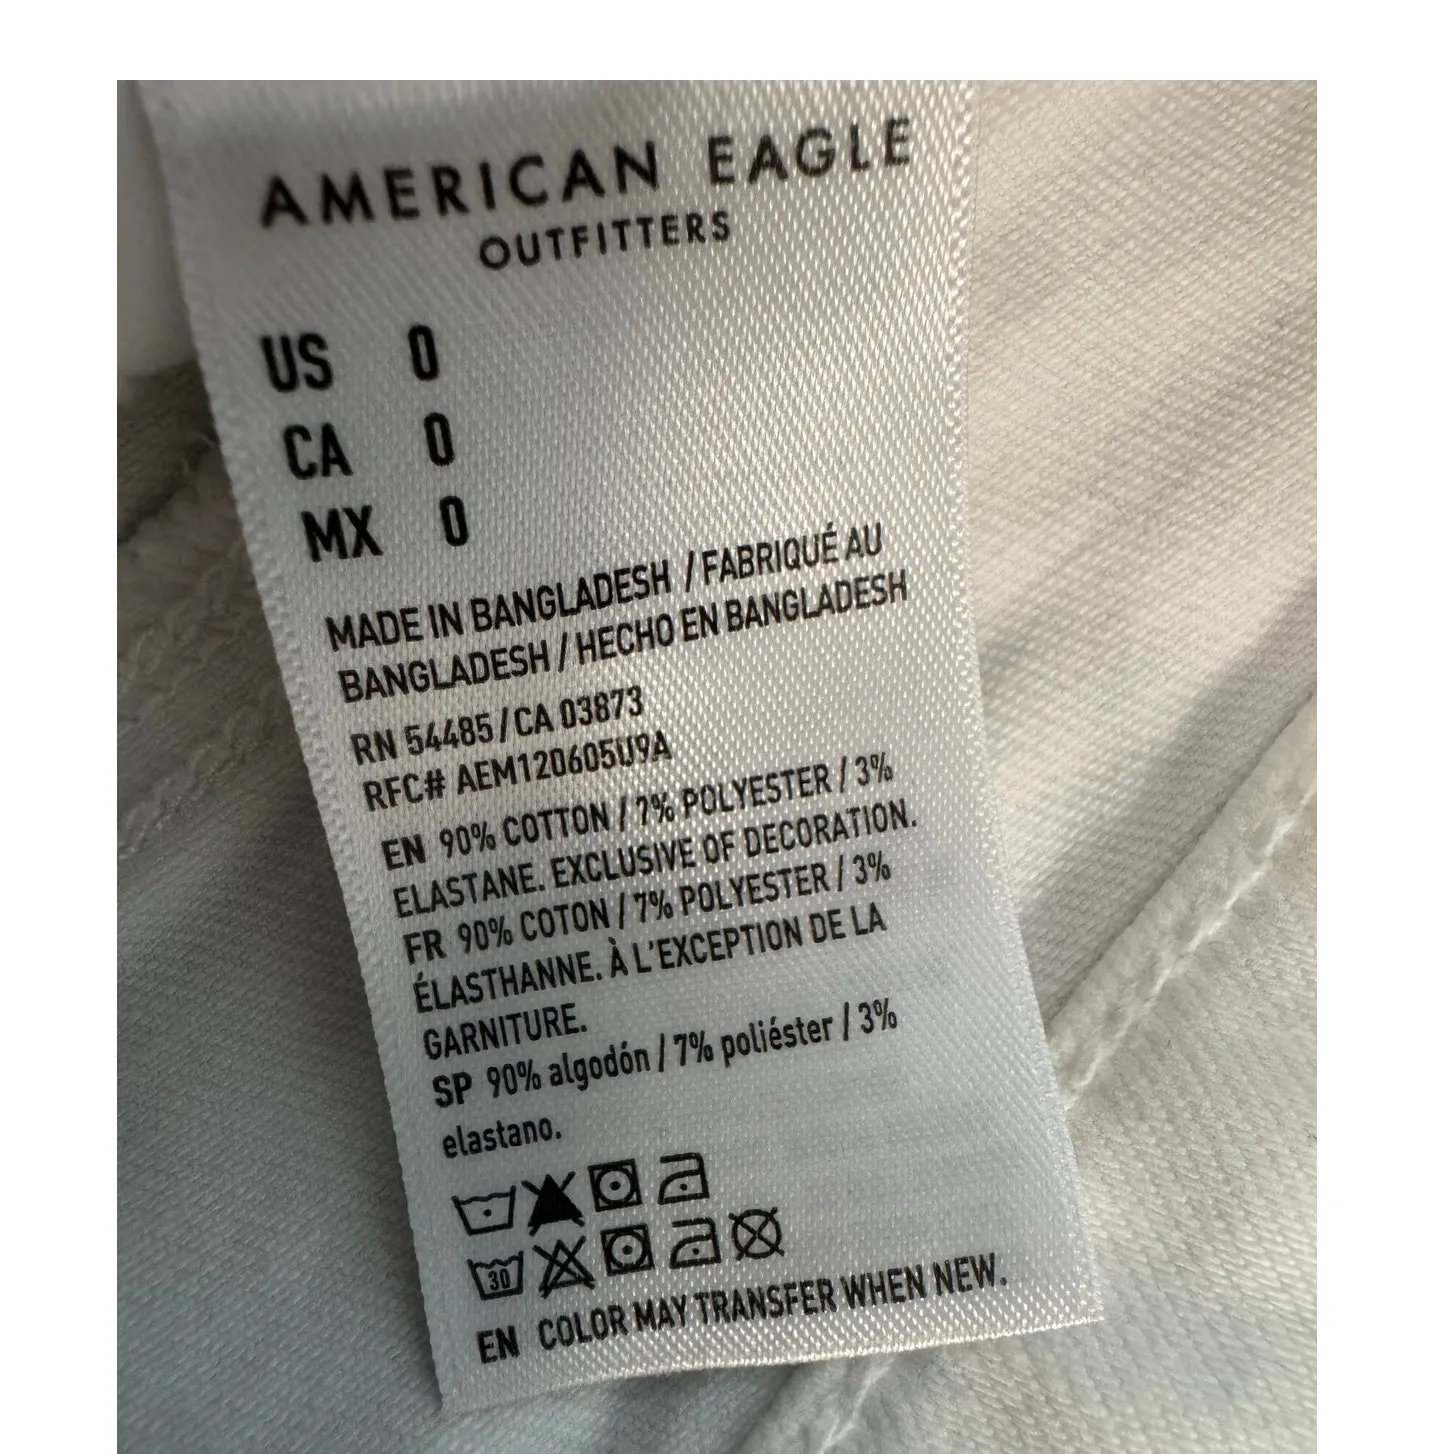 AMERICAN EAGLE
OUTFITTERS
US 0
CA 0
MX 0
MADE IN BANGLADESH / FABRIQUÉ AU
BANGLADESH / HECHO EN BANGLADESH
RN 54485 / CA 03873
RFC# AEM120605U9A
EN 90% COTTON / 7% POLYESTER / 3%
ELASTANE. EXCLUSIVE OF DECORATION.
FR 90% COTON / 7% POLYESTER / 3%
ÉLASTHANNE. À L'EXCEPTION DE LA
GARNITURE.
SP 90% algodón / 7% poliéster / 3%
elastano.
30
EN COLOR MAY TRANSFER WHEN NEW.